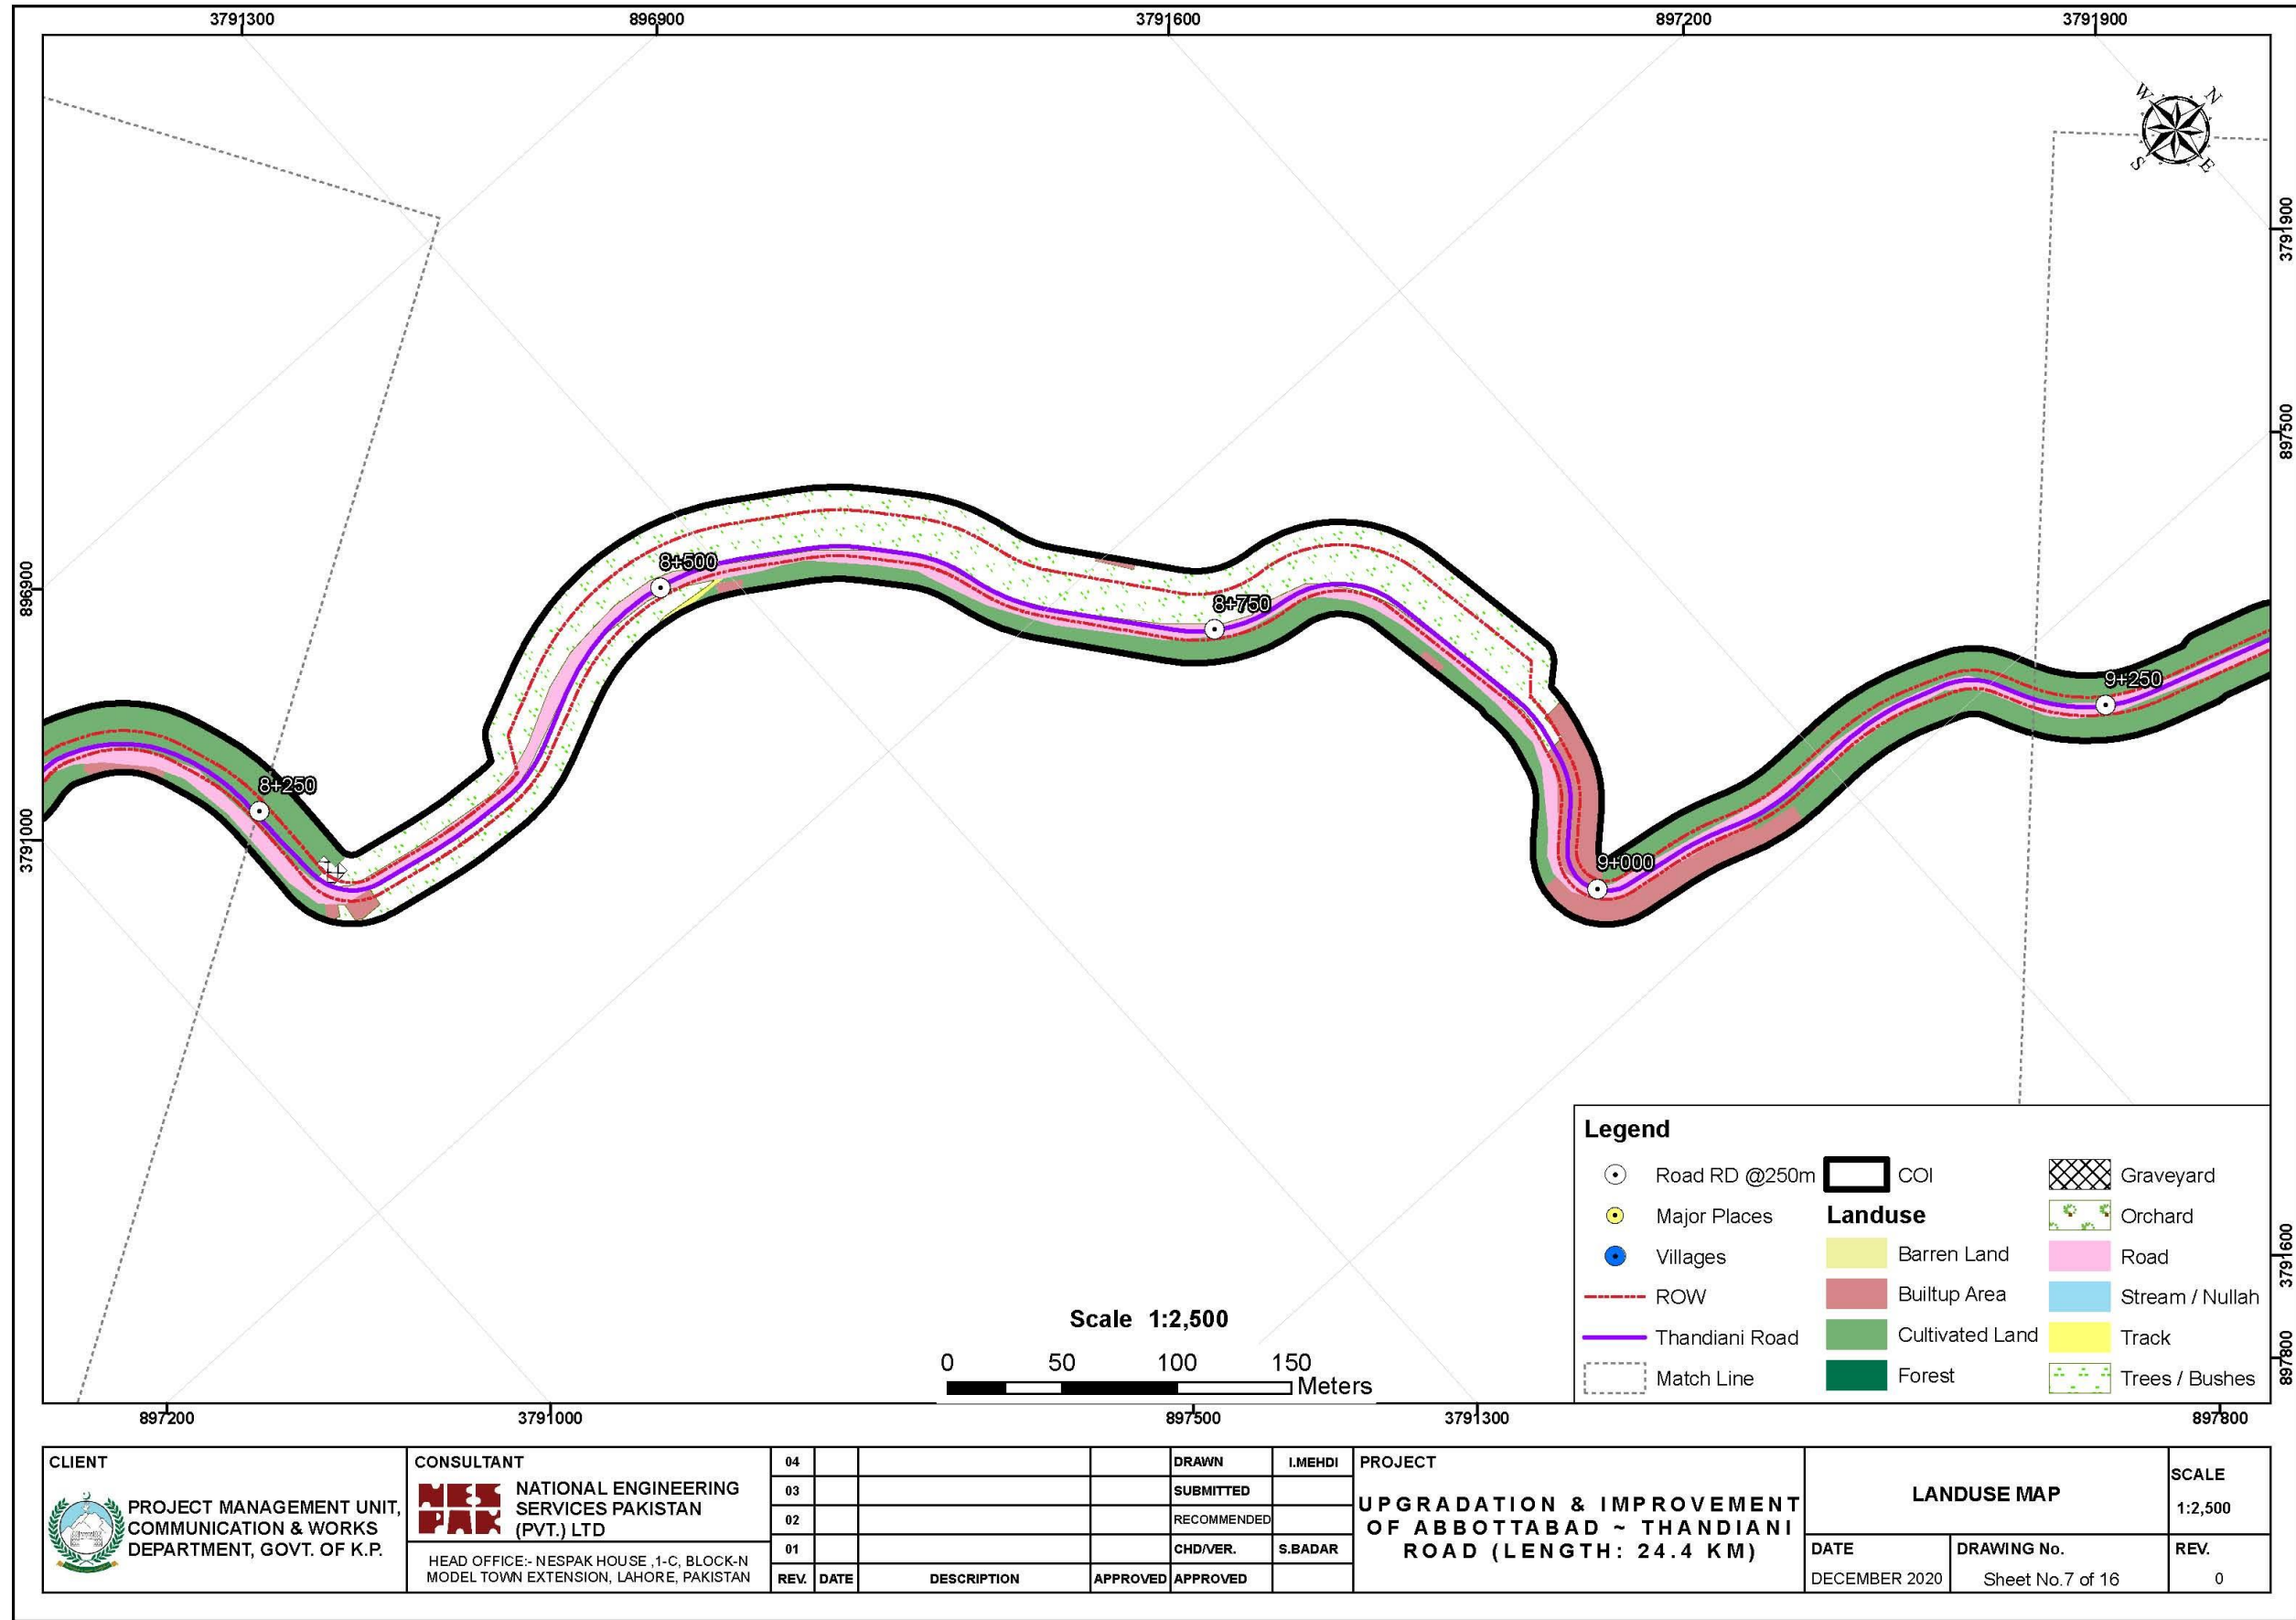 3791300 896900 3791600 897200 3791900
W N
S E
3791900
897500
896900
3791000
8+500
8+750
9+250
8+250
9+000
3791600
897800
Legend
Road RD @250m
Major Places
Villages
ROW
Thandiani Road
Match Line
COI
Landuse
Barren Land
Builtup Area
Cultivated Land
Forest
Graveyard
Orchard
Road
Stream / Nullah
Track
Trees / Bushes
Scale 1:2,500
0 50 100 150
Meters
897200 3791000 897500 3791300 897800
CLIENT
PROJECT MANAGEMENT UNIT,
COMMUNICATION & WORKS
DEPARTMENT, GOVT. OF K.P.
CONSULTANT
NES
PAK
NATIONAL ENGINEERING
SERVICES PAKISTAN
(PVT.) LTD
HEAD OFFICE:- NESPAK HOUSE ,1-C, BLOCK-N
MODEL TOWN EXTENSION, LAHORE, PAKISTAN
04 DRAWN I.MEHDI
03 SUBMITTED
02 RECOMMENDED
01 CHD/VER. S.BADAR
REV. DATE DESCRIPTION APPROVED APPROVED
PROJECT
UPGRADATION & IMPROVEMENT
OF ABBOTTABAD ~ THANDIANI
ROAD (LENGTH: 24.4 KM)
LANDUSE MAP
SCALE
1:2,500
DATE
DECEMBER 2020
DRAWING No.
Sheet No.7 of 16
REV.
0